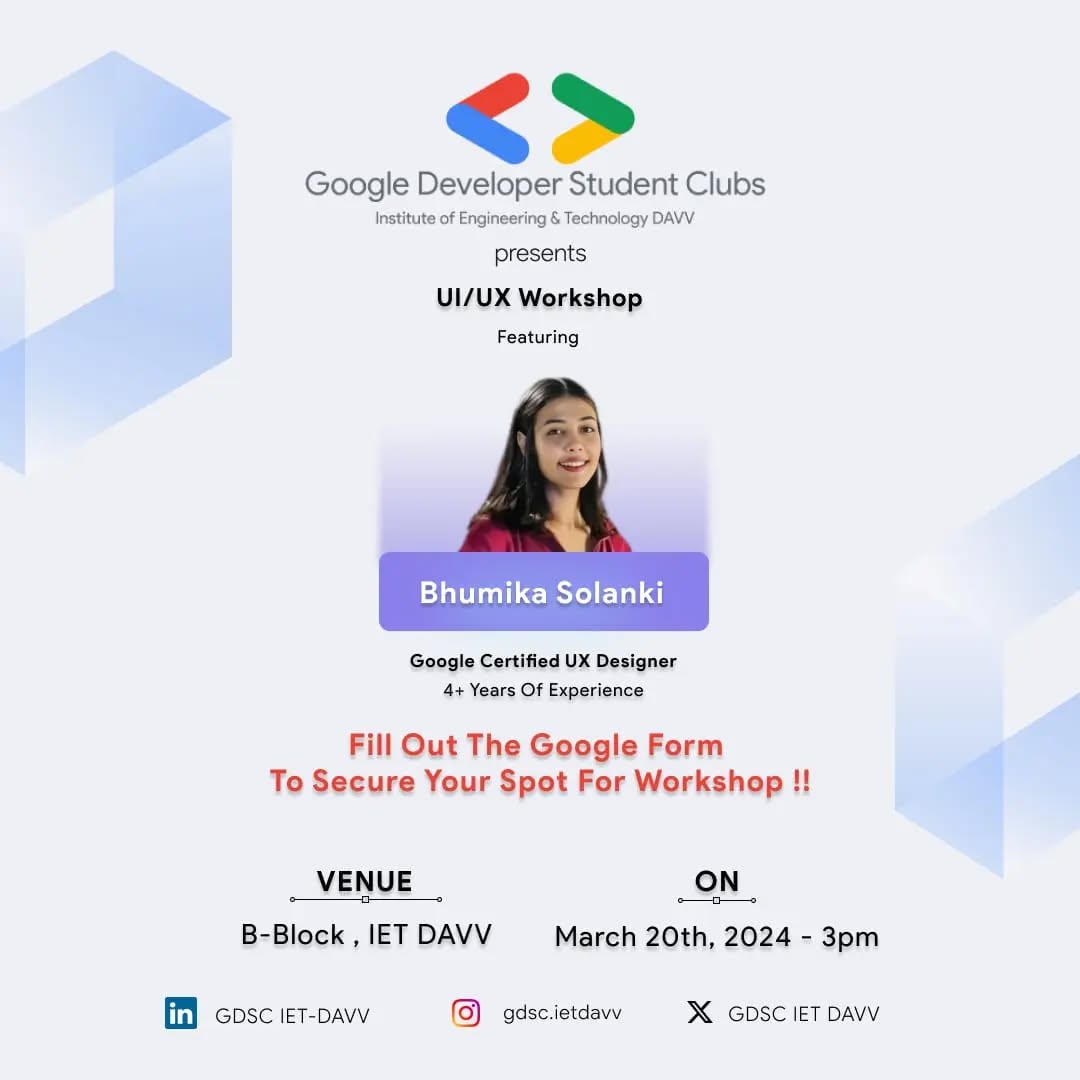 Google Developer Student Clubs
Institute of Engineering & Technology DAVV
presents
UI/UX Workshop
Featuring
Bhumika Solanki
Google Certified UX Designer
4+ Years Of Experience
Fill Out The Google Form
To Secure Your Spot For Workshop !!
VENUE
B-Block , IET DAVV
ON
March 20th, 2024 - 3pm
in GDSC IET-DAVV
gdsc.ietdavv
X GDSC IET DAVV